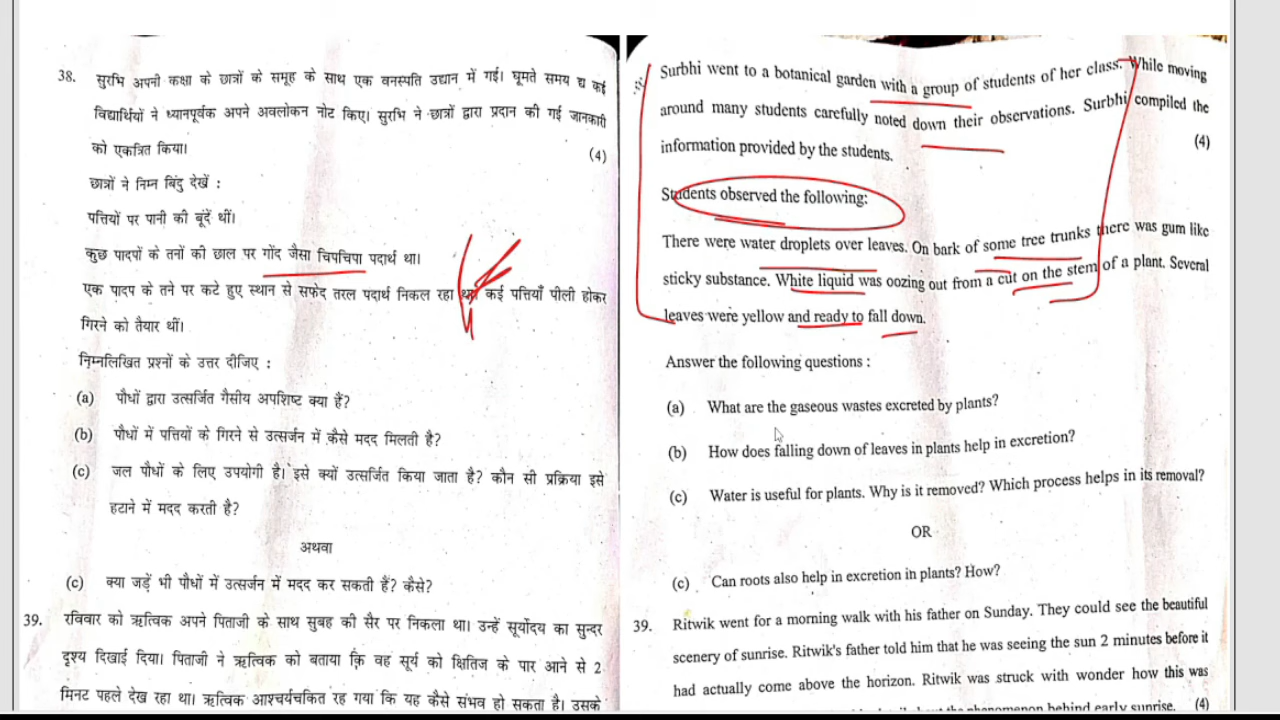 38. सुरभि अपनी कक्षा के छात्रों के समूह के साथ एक वनस्पति उद्यान में गई। घूमते समय द्य कई
विद्यार्थियों ने ध्यानपूर्वक अपने अवलोकन नोट किए। सुरभि ने छात्रों द्वारा प्रदान की गई जानकारी
को एकत्रित किया।
(4)
छात्रों ने निम्न बिंदु देखें :
पत्तियों पर पानी की बूंदें थीं।
कुछ पादपों के तनों की छाल पर गोंद जैसा चिपचिपा पदार्थ था।
एक पादप के तने पर कटे हुए स्थान से सफेद तरल पदार्थ निकल रहा कई पत्तियाँ पीली होकर
गिरने को तैयार थीं।
निम्नलिखित प्रश्नों के उत्तर दीजिए :
(a) पौधों द्वारा उत्सर्जित गैसीय अपशिष्ट क्या हैं?
(b) पौधों में पत्तियों के गिरने से उत्सर्जन में कैसे मदद मिलती है?
(c) जल पौधों के लिए उपयोगी है। इसे क्यों उत्सर्जित किया जाता है? कौन सी प्रक्रिया इसे
हटाने में मदद करती है?
अथवा
(c) क्या जड़ें भी पौधों में उत्सर्जन में मदद कर सकती हैं? कैसे?
39. रविवार को ऋत्विक अपने पिताजी के साथ सुबह की सैर पर निकला था। उन्हें सूर्योदय का सुन्दर
दृश्य दिखाई दिया। पिताजी ने ऋत्विक को बताया कि वह सूर्य को क्षितिज के पार आने से 2
मिनट पहले देख रहा था। ऋत्विक आश्चर्यचकित रह गया कि यह कैसे संभव हो सकता है। उसके
Surbhi went to a botanical garden with a group of students of her class. While moving
around many students carefully noted down their observations. Surbhi compiled the
information provided by the students.
(4)
Students observed the following:
There were water droplets over leaves. On bark of some tree trunks there was gum like
sticky substance. White liquid was oozing out from a cut on the stem of a plant. Several
leaves were yellow and ready to fall down.
Answer the following questions :
(a) What are the gaseous wastes excreted by plants?
(b) How does falling down of leaves in plants help in excretion?
(c) Water is useful for plants. Why is it removed? Which process helps in its removal?
OR
(c) Can roots also help in excretion in plants? How?
39. Ritwik went for a morning walk with his father on Sunday. They could see the beautiful
scenery of sunrise. Ritwik's father told him that he was seeing the sun 2 minutes before it
had actually come above the horizon. Ritwik was struck with wonder how this was
the phenomenon behind early sunrise. (4)